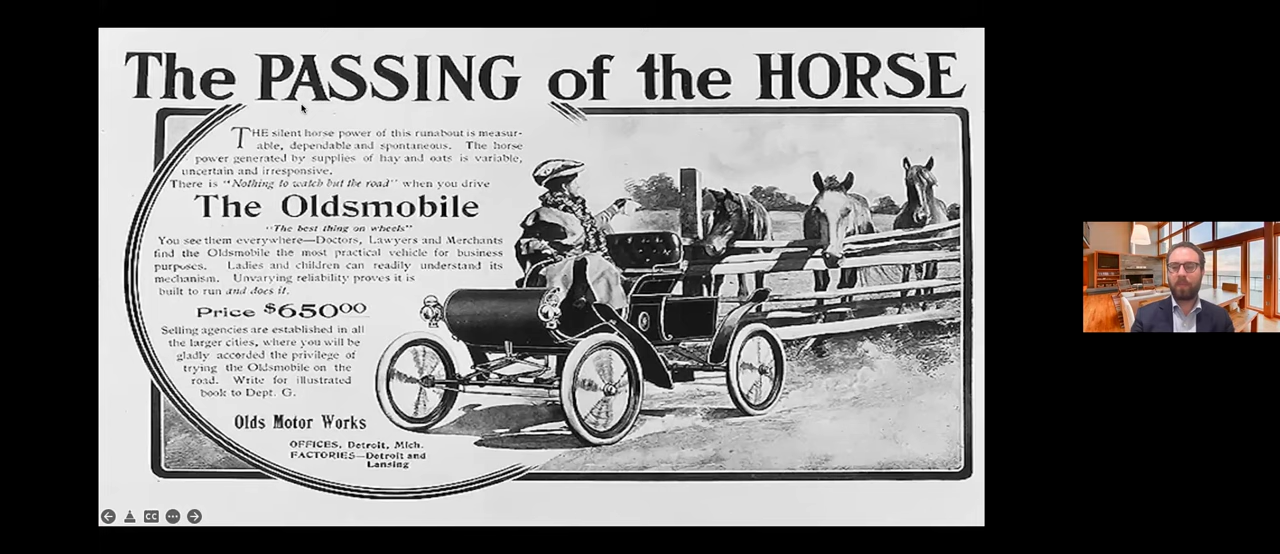 The PASSING of the HORSE
THE silent horse power of this runabout is measur-
able, dependable and spontaneous. The horse
power generated by supplies of hay and oats is variable,
uncertain and irresponsive.
There is "Nothing to watch but the road" when you drive
The Oldsmobile
"The best thing on wheels"
You see them everywhere—Doctors, Lawyers and Merchants
find the Oldsmobile the most practical vehicle for business
purposes. Ladies and children can readily understand its
mechanism. Unvarying reliability proves it is
built to run and does it.
Price $650⁰⁰
Selling agencies are established in all
the larger cities, where you will be
gladly accorded the privilege of
trying the Oldsmobile on the
road. Write for illustrated
book to Dept. G.
Olds Motor Works
OFFICES, Detroit, Mich.
FACTORIES—Detroit and
Lansing
CC